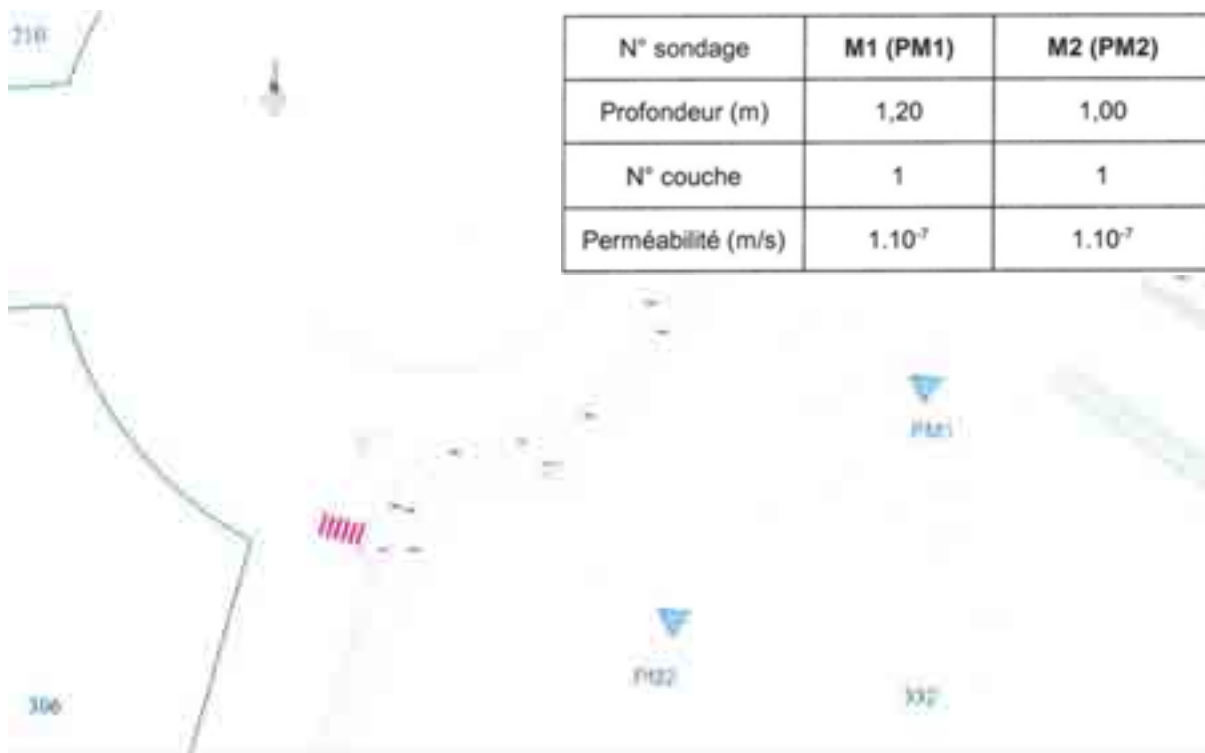 210
N° sondage M1 (PM1) M2 (PM2)
Profondeur (m) 1,20 1,00
N° couche 1 1
Perméabilité (m/s) 1.10⁻⁷ 1.10⁻⁷
PM1
PM2
306
332